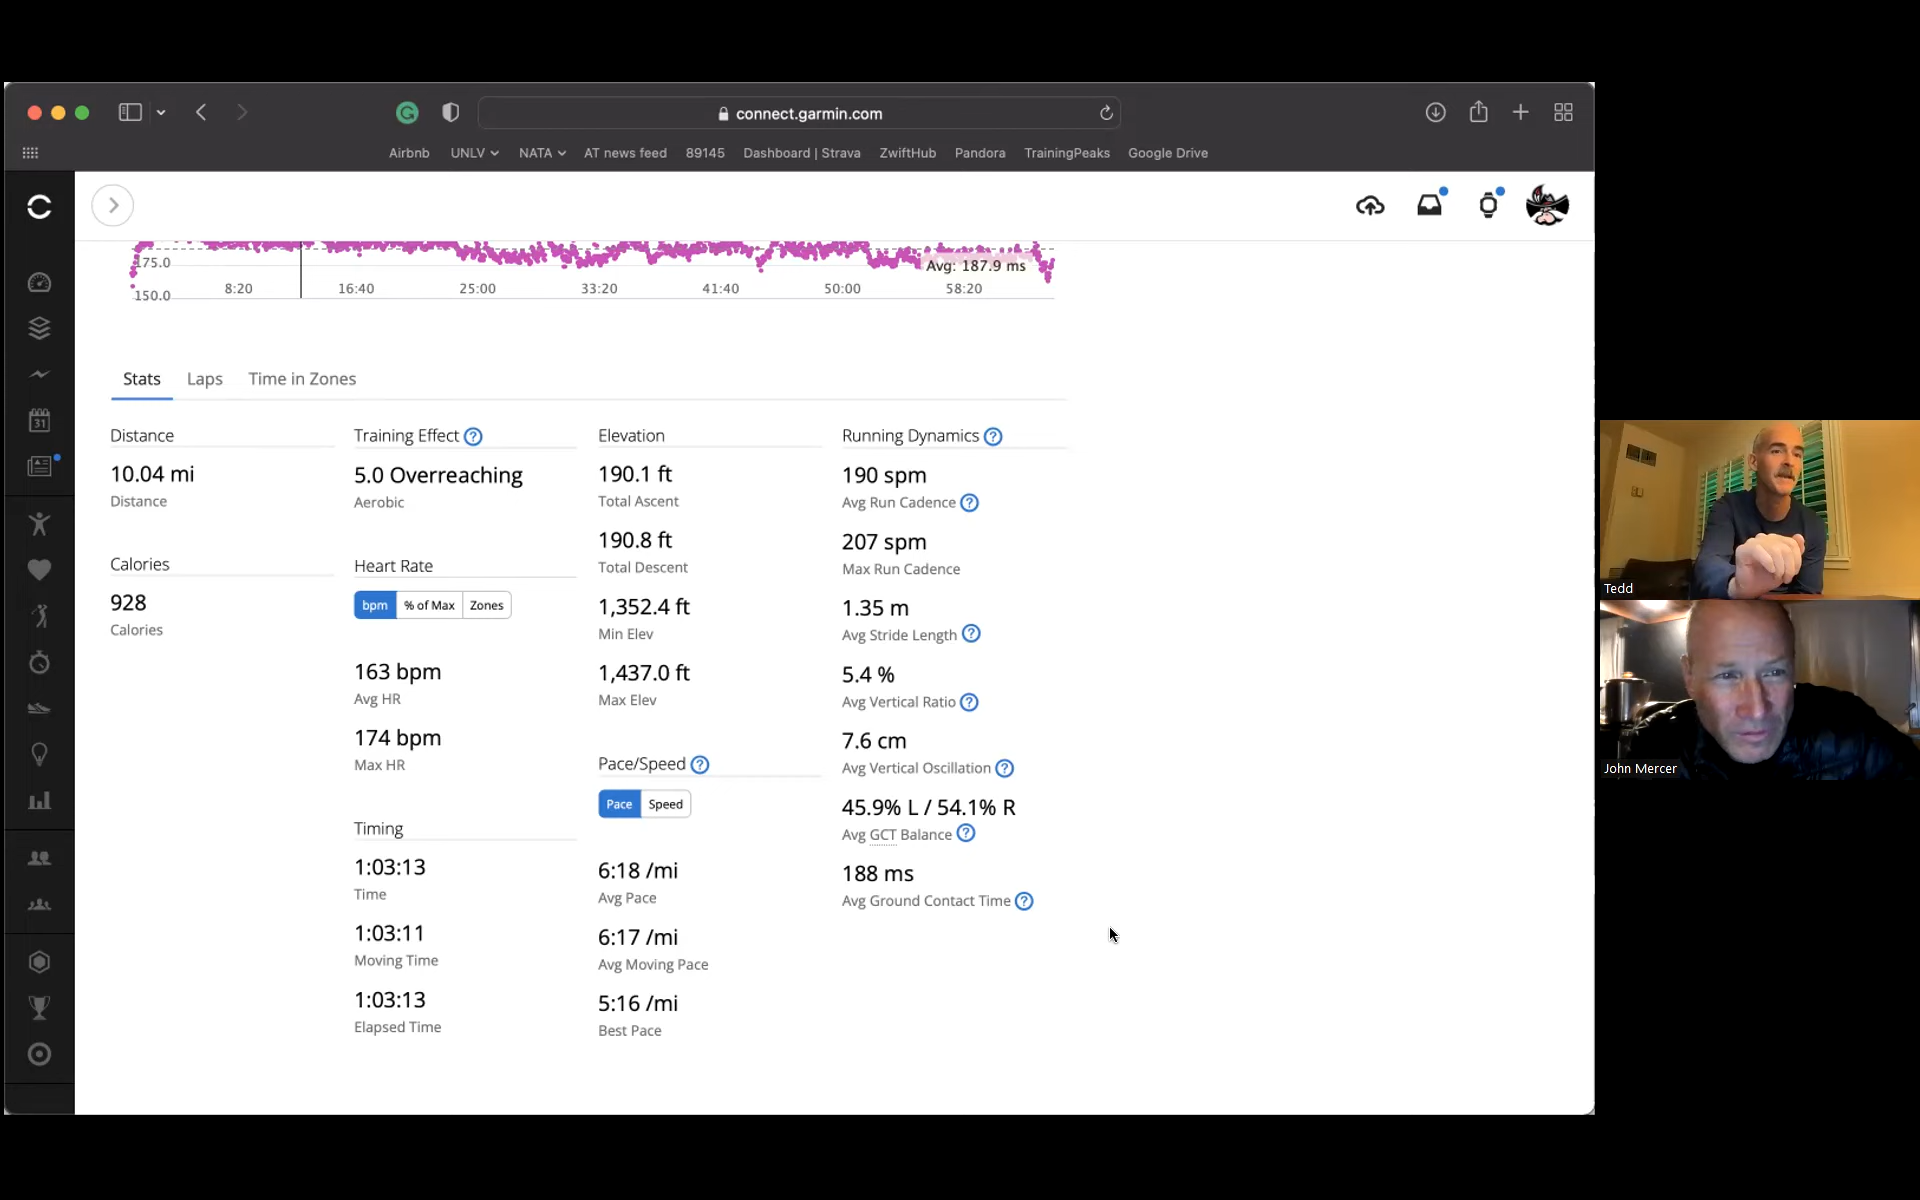 connect.garmin.com
Airbnb UNLV NATA AT news feed 89145 Dashboard | Strava ZwiftHub Pandora TrainingPeaks Google Drive
175.0
Avg: 187.9 ms
150.0
8:20 16:40 25:00 33:20 41:40 50:00 58:20
31
Stats Laps Time in Zones
Distance
10.04 mi
Distance
Calories
928
Calories
Training Effect ?
5.0 Overreaching
Aerobic
Heart Rate
bpm % of Max Zones
163 bpm
Avg HR
174 bpm
Max HR
Timing
1:03:13
Time
1:03:11
Moving Time
1:03:13
Elapsed Time
Elevation
190.1 ft
Total Ascent
190.8 ft
Total Descent
1,352.4 ft
Min Elev
1,437.0 ft
Max Elev
Pace/Speed ?
Pace Speed
6:18 /mi
Avg Pace
6:17 /mi
Avg Moving Pace
5:16 /mi
Best Pace
Running Dynamics ?
190 spm
Avg Run Cadence ?
207 spm
Max Run Cadence
1.35 m
Avg Stride Length ?
5.4 %
Avg Vertical Ratio ?
7.6 cm
Avg Vertical Oscillation ?
45.9% L / 54.1% R
Avg GCT Balance ?
188 ms
Avg Ground Contact Time ?
Tedd
John Mercer